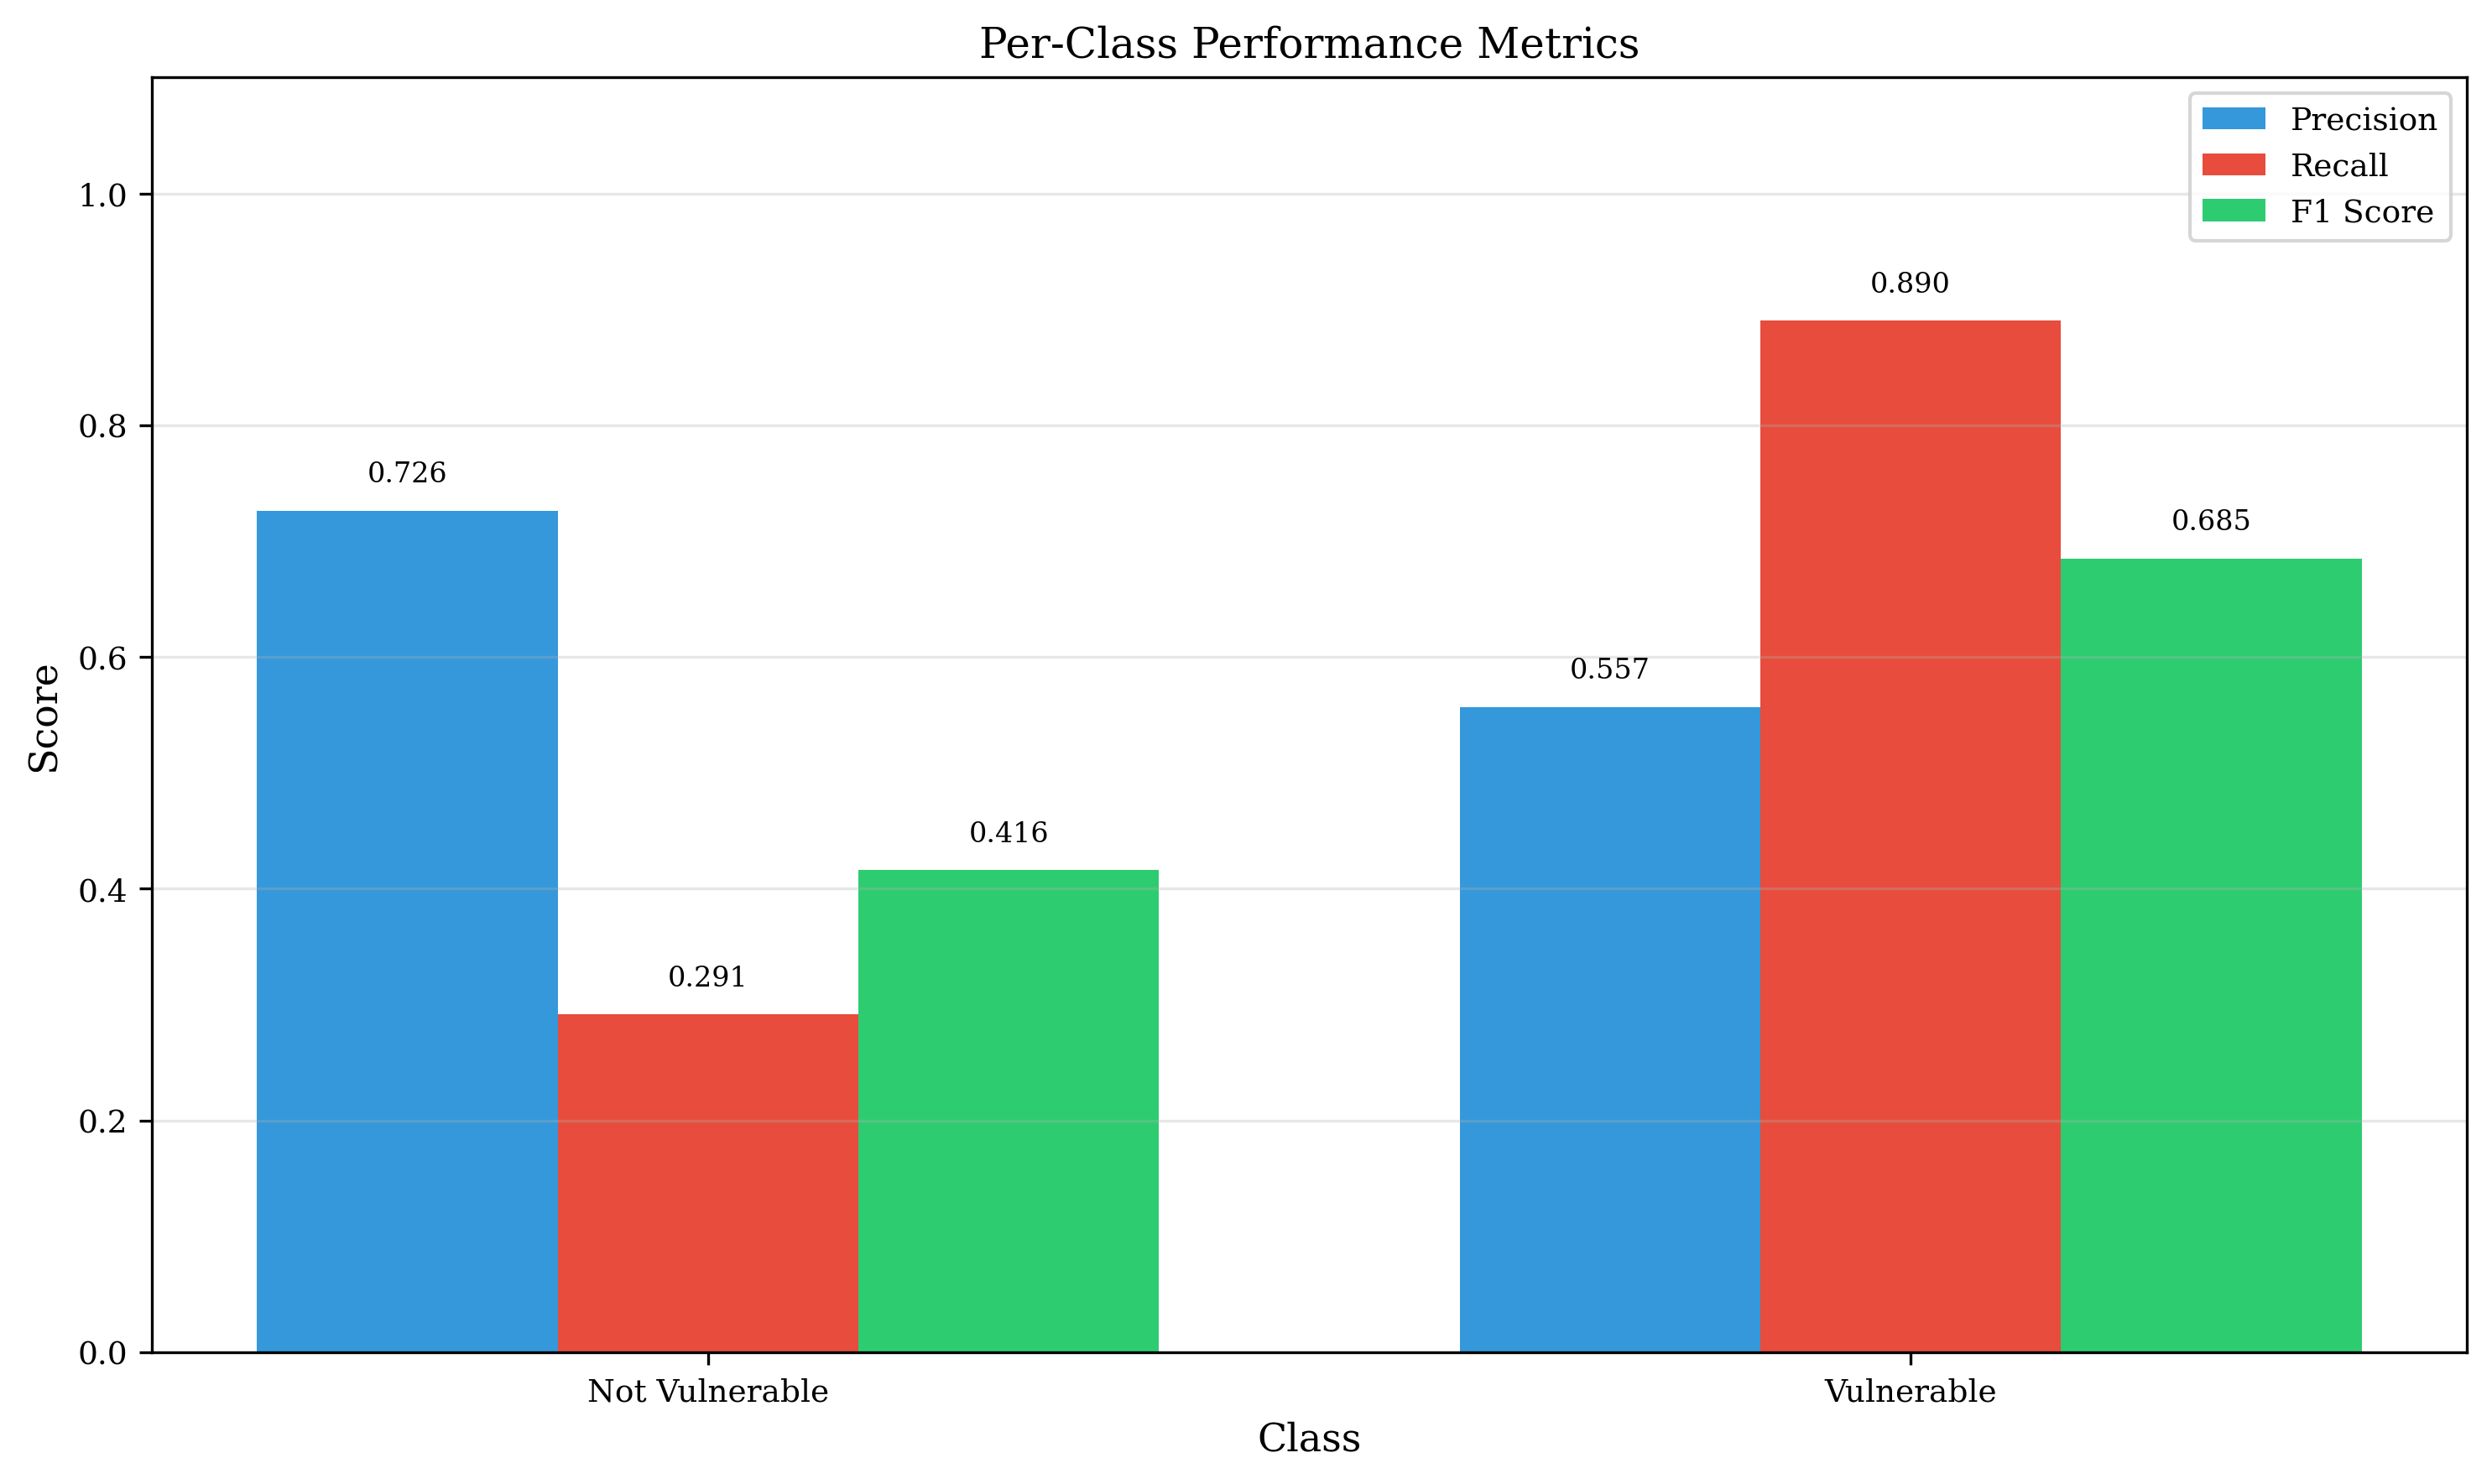 Per-Class Performance Metrics
Precision
Recall
F1 Score
1.0
0.8
0.6
0.4
0.2
0.0
Score
0.726
0.291
0.416
0.557
0.890
0.685
Not Vulnerable
Vulnerable
Class